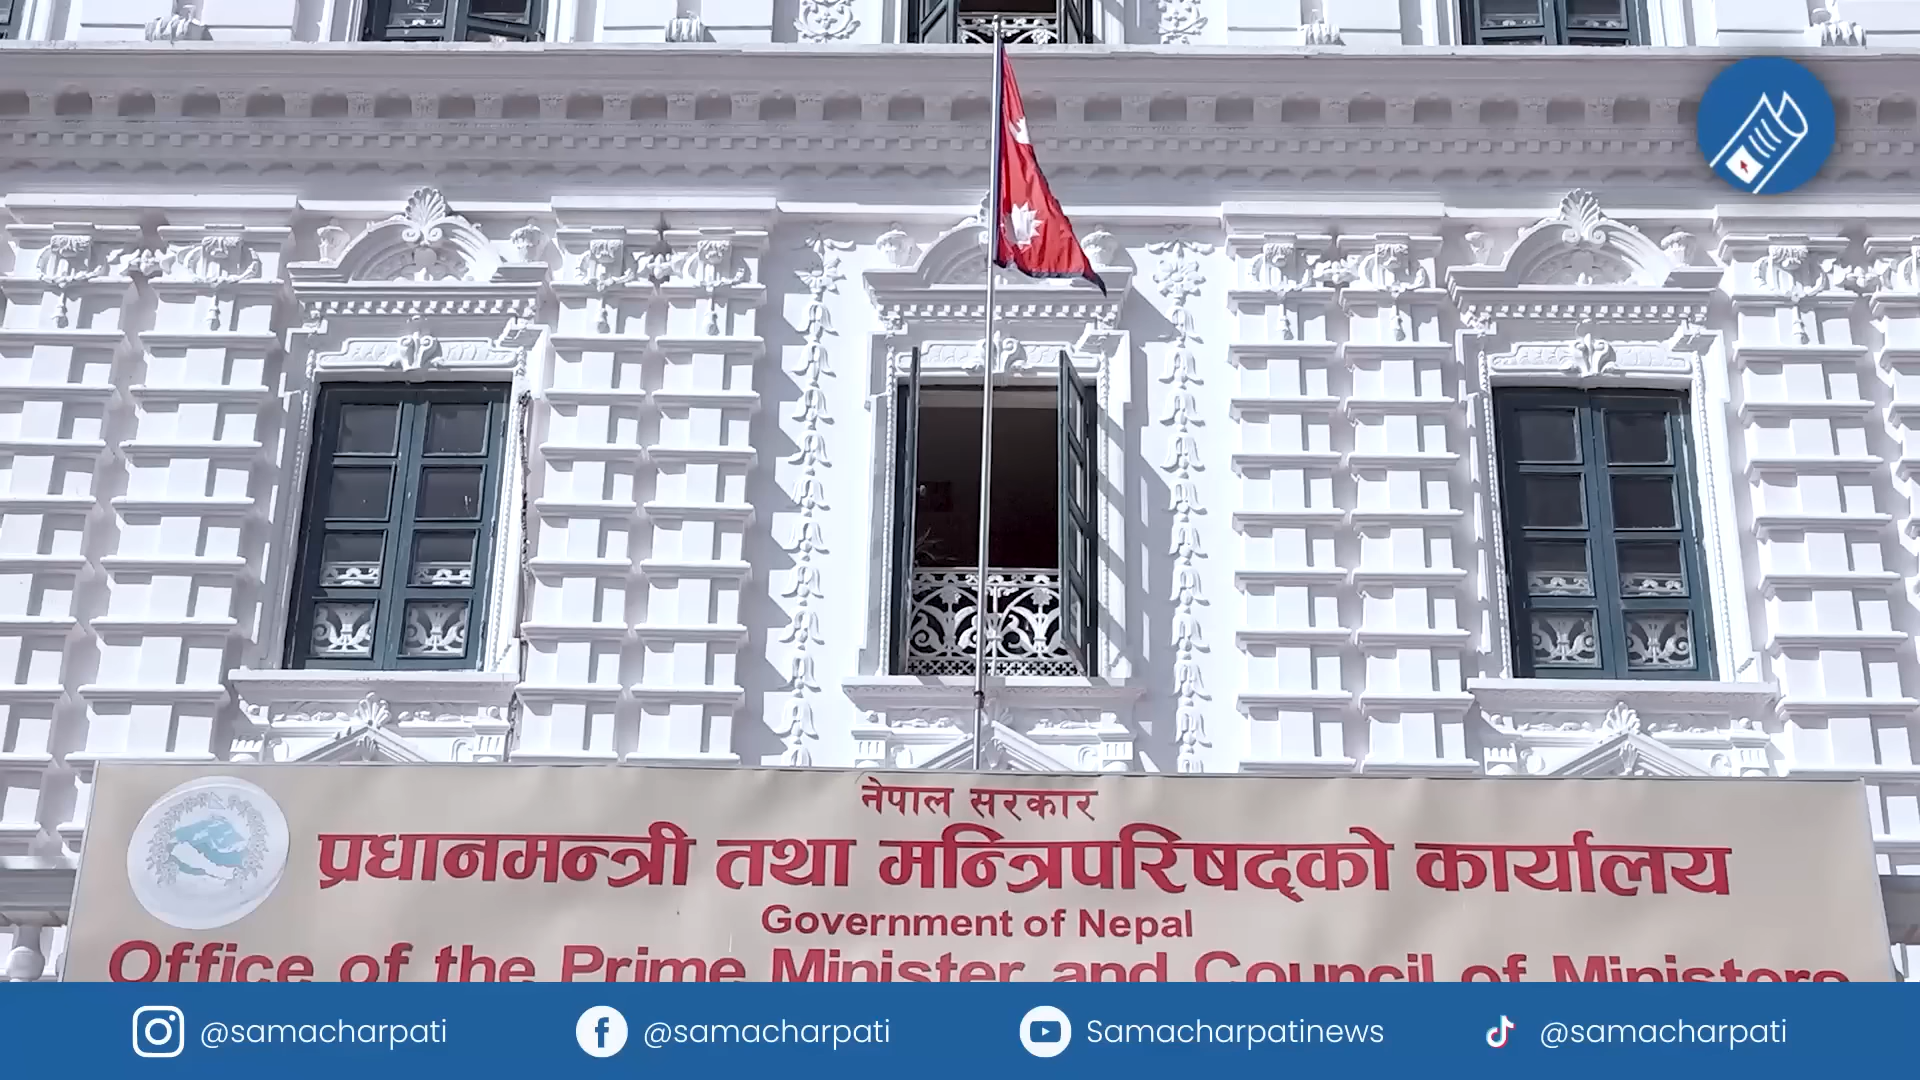 नेपाल सरकार
प्रधानमन्त्री तथा मन्त्रिपरिषद्को कार्यालय
Government of Nepal
Office of the Prime Minister and Council of Ministers
@samacharpati @samacharpati Samacharpatinews @samacharpati